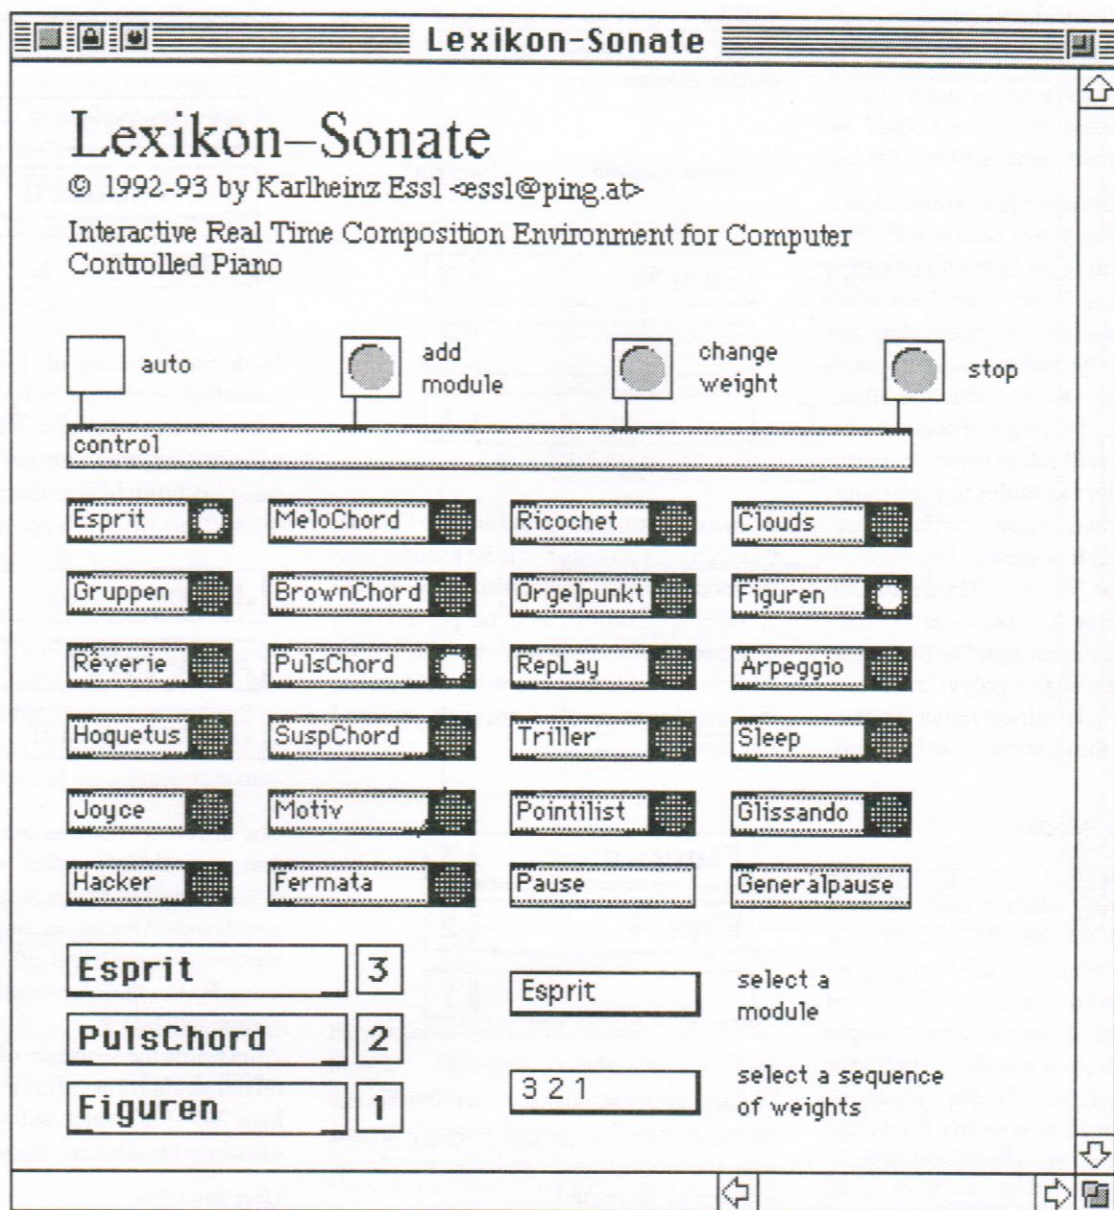 Lexikon-Sonate
Lexikon–Sonate
© 1992-93 by Karlheinz Essl <essl@ping.at>
Interactive Real Time Composition Environment for Computer
Controlled Piano
auto
add
module
change
weight
stop
control
Esprit MeloChord Ricochet Clouds
Gruppen BrownChord Orgelpunkt Figuren
Rêverie PulsChord RepLay Arpeggio
Hoquetus SuspChord Triller Sleep
Joyce Motiv Pointilist Glissando
Hacker Fermata Pause Generalpause
Esprit 3
PulsChord 2
Figuren 1
Esprit
select a
module
3 2 1
select a sequence
of weights